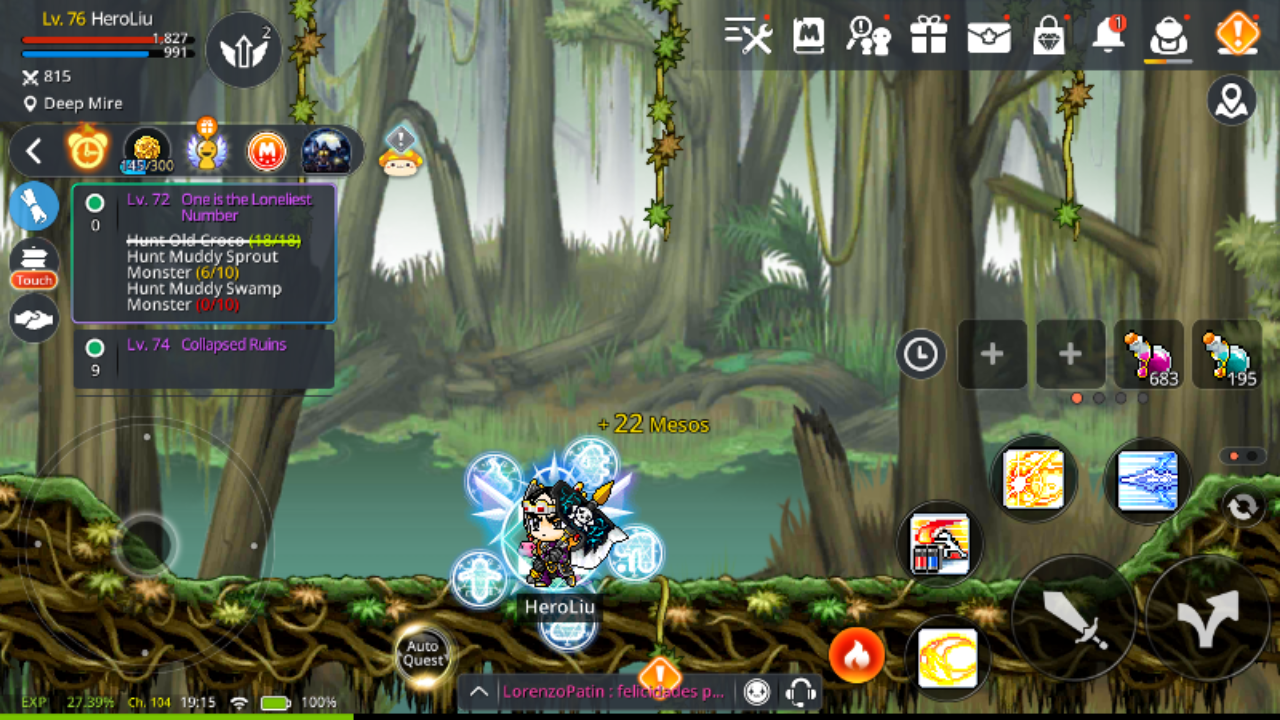 Lv. 76 HeroLiu
1,827
991
2
815
Deep Mire
145/300
M
M
1
Lv. 72 One is the Loneliest
Number
0
Hunt Old Croco (18/18)
Hunt Muddy Sprout
Monster (6/10)
Hunt Muddy Swamp
Monster (0/10)
Touch
Lv. 74 Collapsed Ruins
9
683
195
+22 Mesos
HeroLiu
Auto
Quest
LorenzoPatin : felicidades p...
EXP 27.39% Ch. 104 19:15 100%